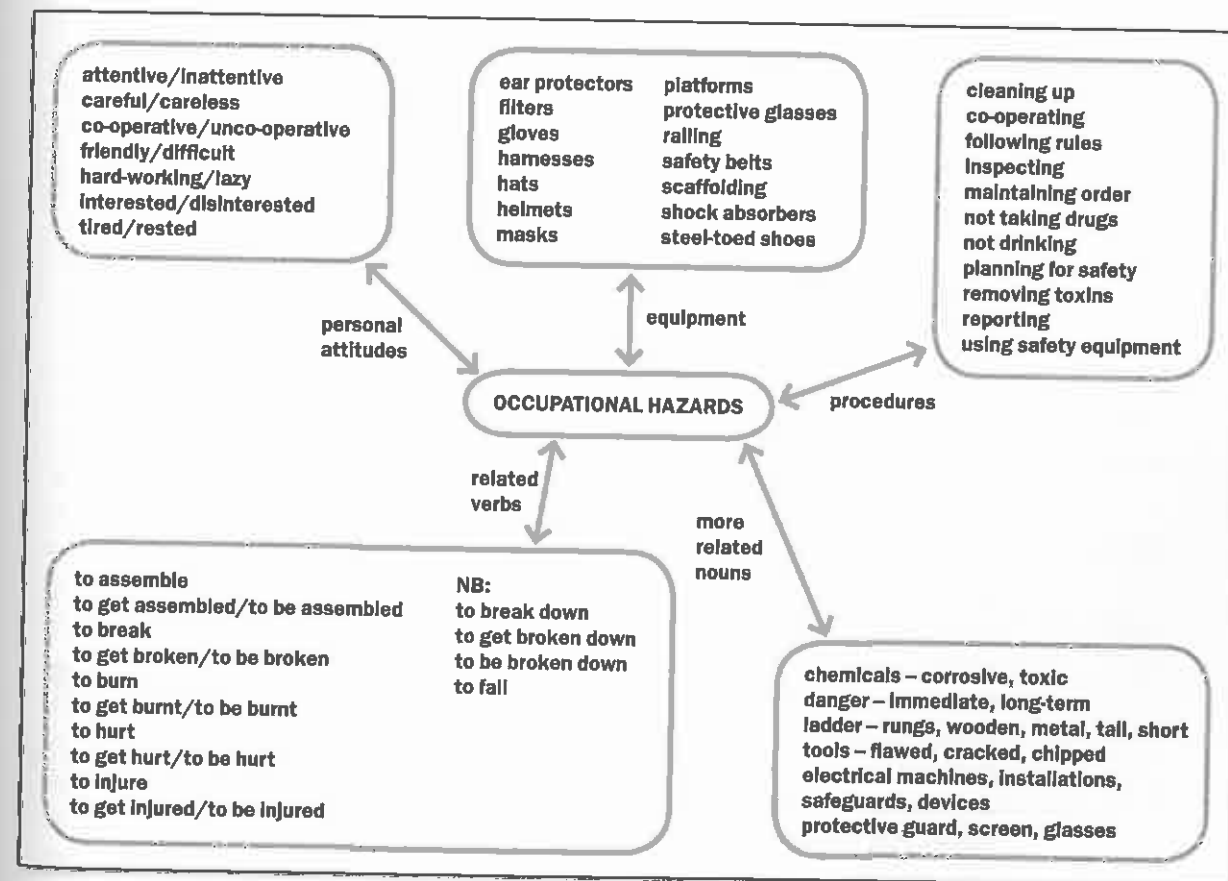 attentive/inattentive
careful/careless
co-operative/unco-operative
friendly/difficult
hard-working/lazy
interested/disinterested
tired/rested
ear protectors
filters
gloves
harnesses
hats
helmets
masks
platforms
protective glasses
railing
safety belts
scaffolding
shock absorbers
steel-toed shoes
cleaning up
co-operating
following rules
inspecting
maintaining order
not taking drugs
not drinking
planning for safety
removing toxins
reporting
using safety equipment
personal
attitudes
equipment
procedures
OCCUPATIONAL HAZARDS
related
verbs
more
related
nouns
to assemble
to get assembled/to be assembled
to break
to get broken/to be broken
to burn
to get burnt/to be burnt
to hurt
to get hurt/to be hurt
to injure
to get injured/to be injured
NB:
to break down
to get broken down
to be broken down
to fall
chemicals – corrosive, toxic
danger – immediate, long-term
ladder – rungs, wooden, metal, tall, short
tools – flawed, cracked, chipped
electrical machines, installations,
safeguards, devices
protective guard, screen, glasses